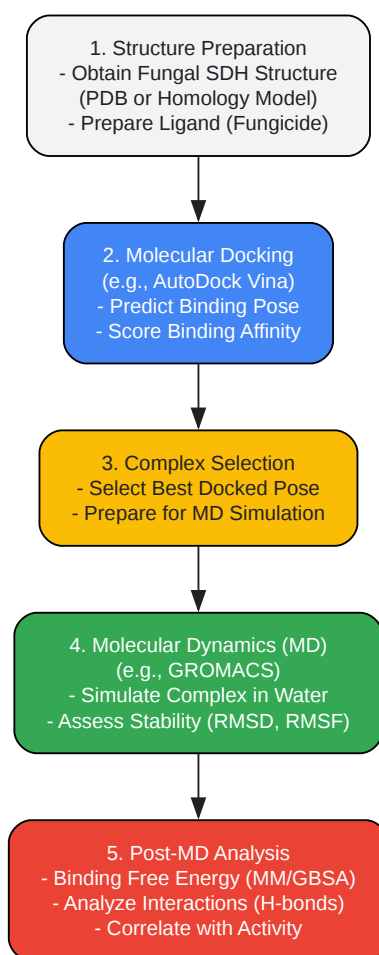 1. Structure Preparation
- Obtain Fungal SDH Structure
(PDB or Homology Model)
- Prepare Ligand (Fungicide)
2. Molecular Docking
(e.g., AutoDock Vina)
- Predict Binding Pose
- Score Binding Affinity
3. Complex Selection
- Select Best Docked Pose
- Prepare for MD Simulation
4. Molecular Dynamics (MD)
(e.g., GROMACS)
- Simulate Complex in Water
- Assess Stability (RMSD, RMSF)
5. Post-MD Analysis
- Binding Free Energy (MM/GBSA)
- Analyze Interactions (H-bonds)
- Correlate with Activity